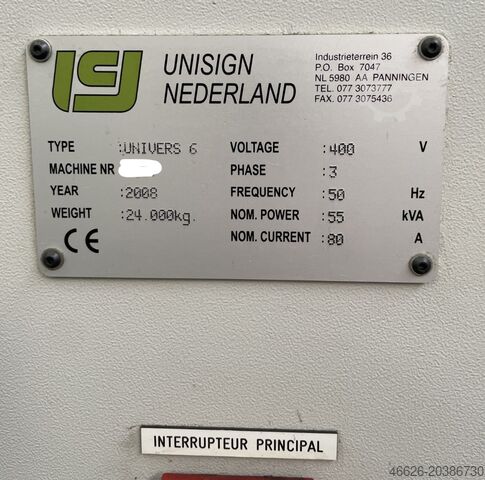 UNISIGN
NEDERLAND
Industrieterrein 36
P.O. Box 7047
NL 5980 AA PANNINGEN
TEL. 077 3073777
FAX. 077 3075436
TYPE :UNIVERS 6
MACHINE NR
YEAR :2008
WEIGHT :24.000kg.
CE
VOLTAGE :400 V
PHASE :3
FREQUENCY :50 Hz
NOM. POWER :55 kVA
NOM. CURRENT :80 A
INTERRUPTEUR PRINCIPAL
46626-20386730